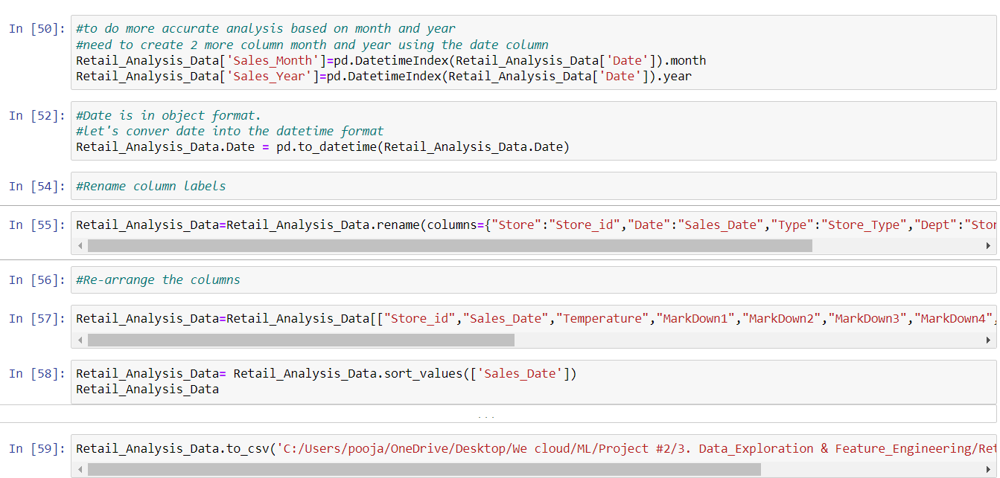 In [50]: #to do more accurate analysis based on month and year
#need to create 2 more column month and year using the date column
Retail_Analysis_Data['Sales_Month']=pd.DatetimeIndex(Retail_Analysis_Data['Date']).month
Retail_Analysis_Data['Sales_Year']=pd.DatetimeIndex(Retail_Analysis_Data['Date']).year
In [52]: #Date is in object format.
#let's conver date into the datetime format
Retail_Analysis_Data.Date = pd.to_datetime(Retail_Analysis_Data.Date)
In [54]: #Rename column labels
In [55]: Retail_Analysis_Data=Retail_Analysis_Data.rename(columns={"Store":"Store_id","Date":"Sales_Date","Type":"Store_Type","Dept":"Stor
In [56]: #Re-arrange the columns
In [57]: Retail_Analysis_Data=Retail_Analysis_Data[["Store_id","Sales_Date","Temperature","MarkDown1","MarkDown2","MarkDown3","MarkDown4",
In [58]: Retail_Analysis_Data= Retail_Analysis_Data.sort_values(['Sales_Date'])
Retail_Analysis_Data
...
In [59]: Retail_Analysis_Data.to_csv('C:/Users/pooja/OneDrive/Desktop/We cloud/ML/Project #2/3. Data_Exploration & Feature_Engineering/Ret